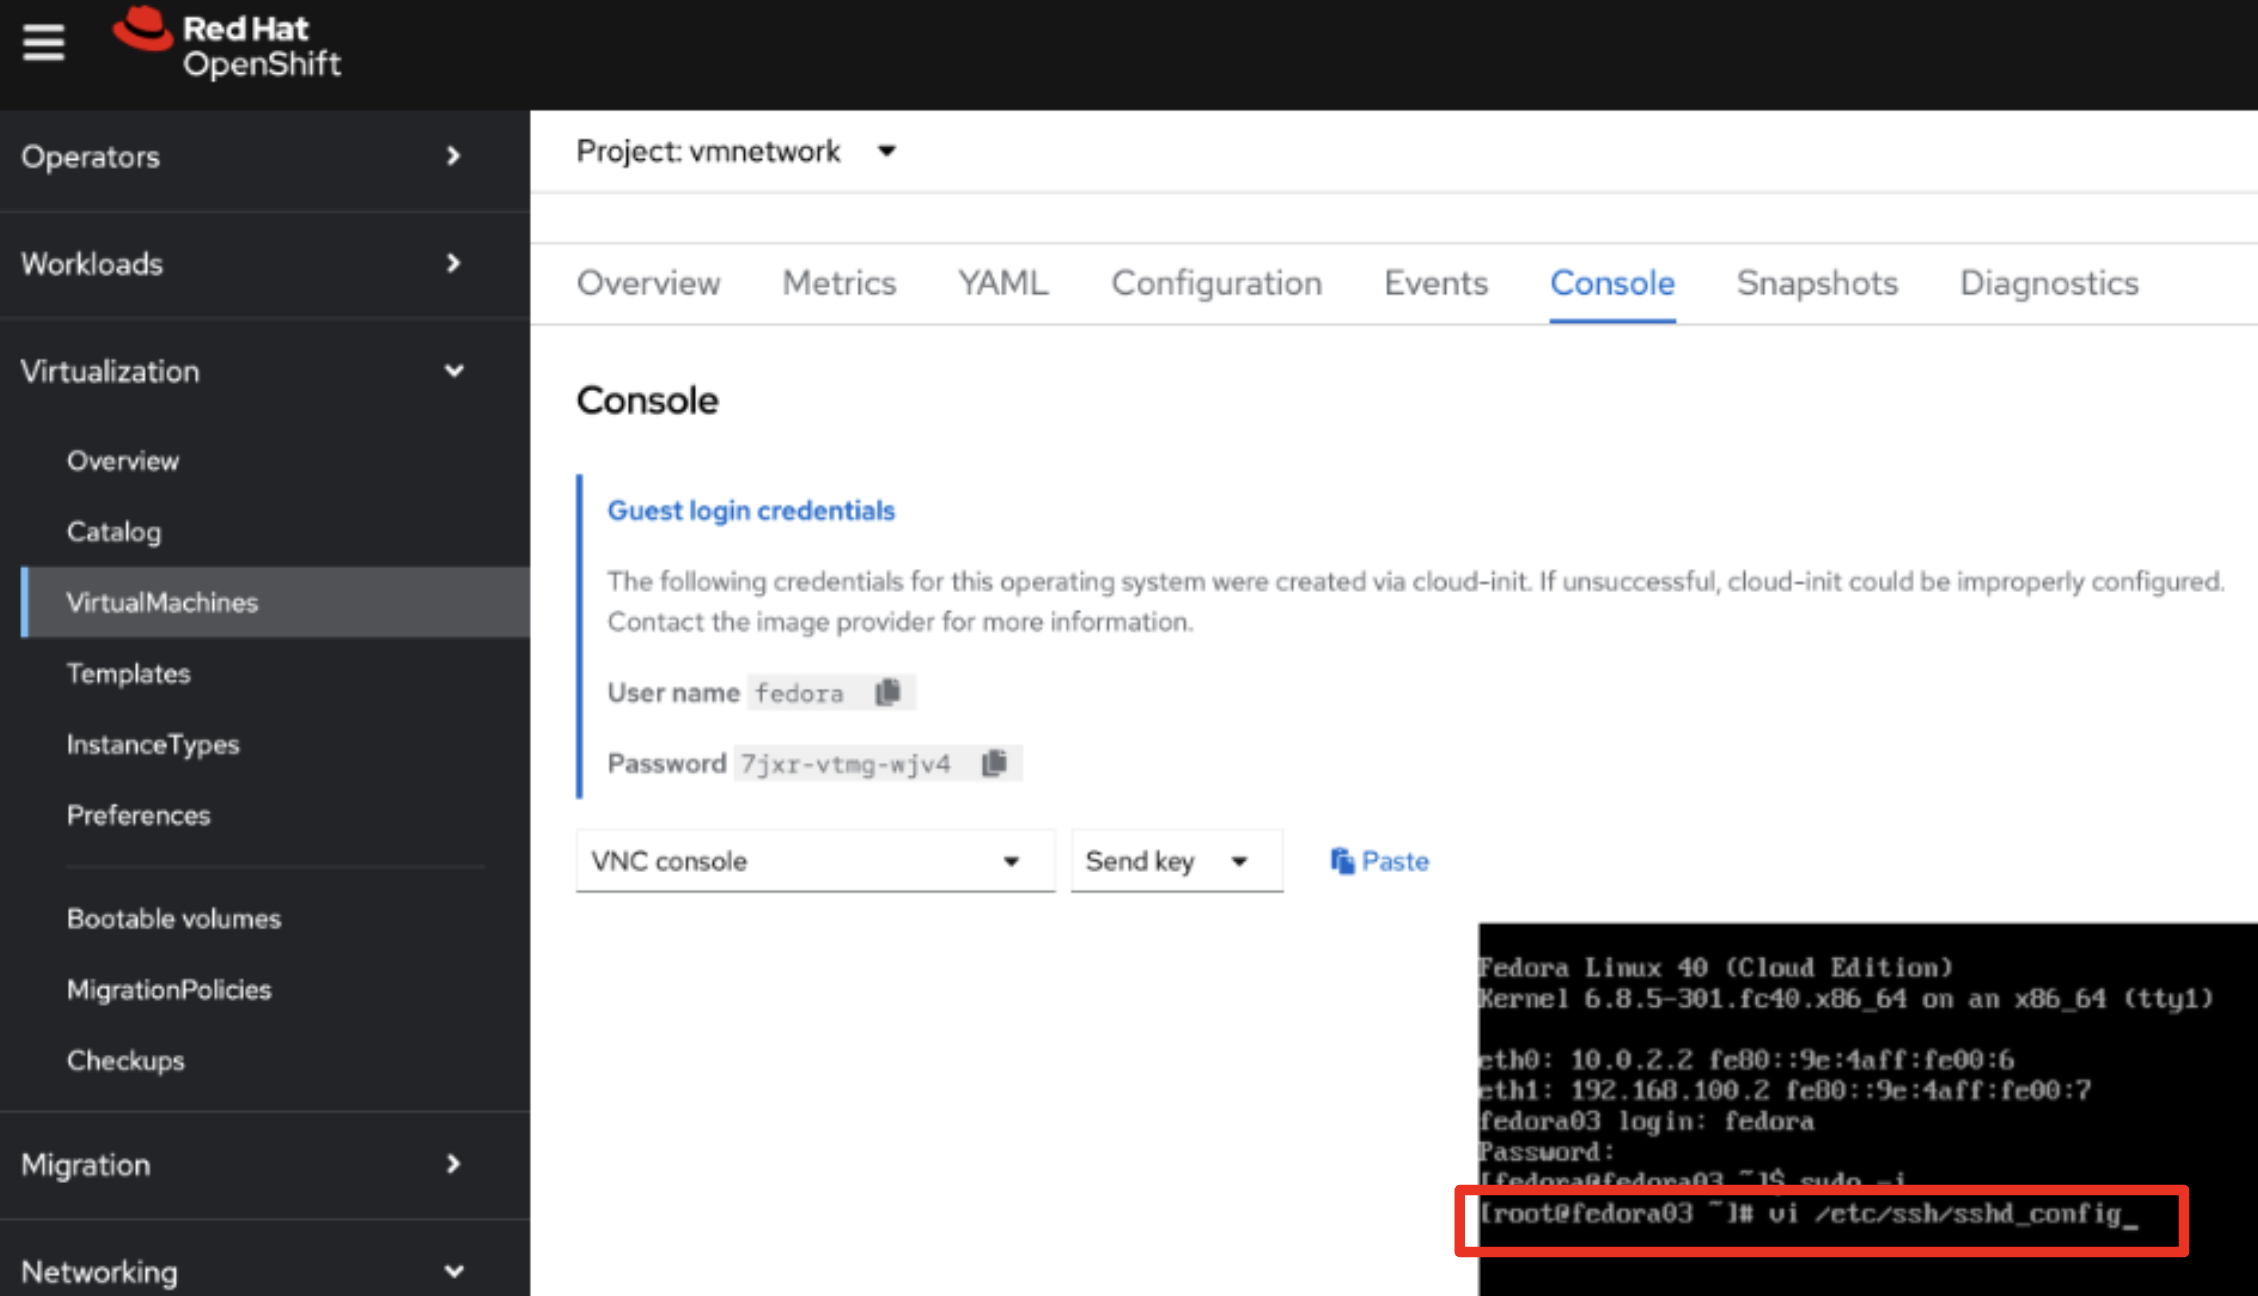 Red Hat
OpenShift
Operators
Workloads
Virtualization
Overview
Catalog
VirtualMachines
Templates
InstanceTypes
Preferences
Bootable volumes
MigrationPolicies
Checkups
Migration
Networking
Project: vmnetwork
Overview Metrics YAML Configuration Events Console Snapshots Diagnostics
Console
Guest login credentials
The following credentials for this operating system were created via cloud-init. If unsuccessful, cloud-init could be improperly configured.
Contact the image provider for more information.
User name fedora
Password 7jxr-vtmg-wjv4
VNC console Send key Paste
Fedora Linux 40 (Cloud Edition)
Kernel 6.8.5-301.fc40.x86_64 on an x86_64 (tty1)
eth0: 10.0.2.2 fe80::9e:4aff:fe00:6
eth1: 192.168.100.2 fe80::9e:4aff:fe00:7
fedora03 login: fedora
Password:
[fedora@fedora03 ~]$ sudo -i
[root@fedora03 ~]# vi /etc/ssh/sshd_config_